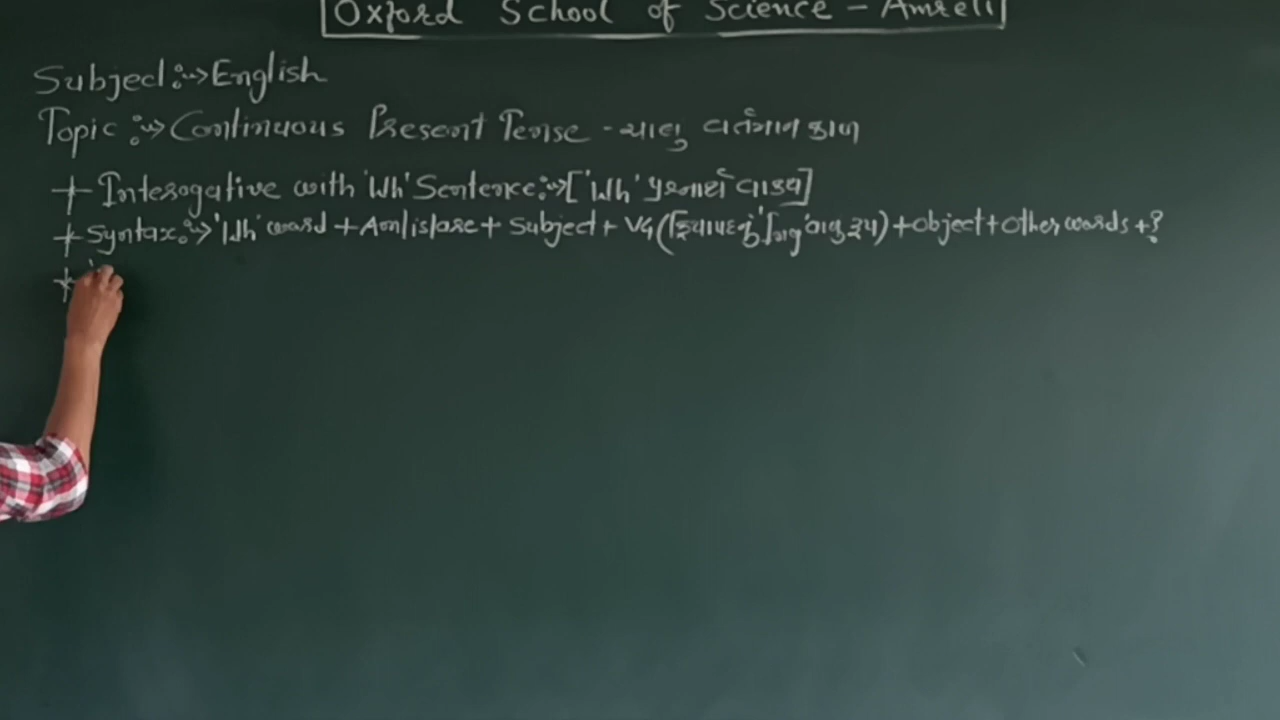 Oxford School of Science - Amreli
Subject :→ English
Topic :→ Continuous Present Tense - ચાલુ વર્તમાન કાળ
+ Interogative with 'Wh' Sentence :→ ['Wh' પ્રશ્નાર્થ વાક્ય]
+ Syntax :→ 'Wh' word + Am/is/are + Subject + V4 (ક્રિયાપદનું 'ing' વાળુ રૂપ) + Object + Other words + ?